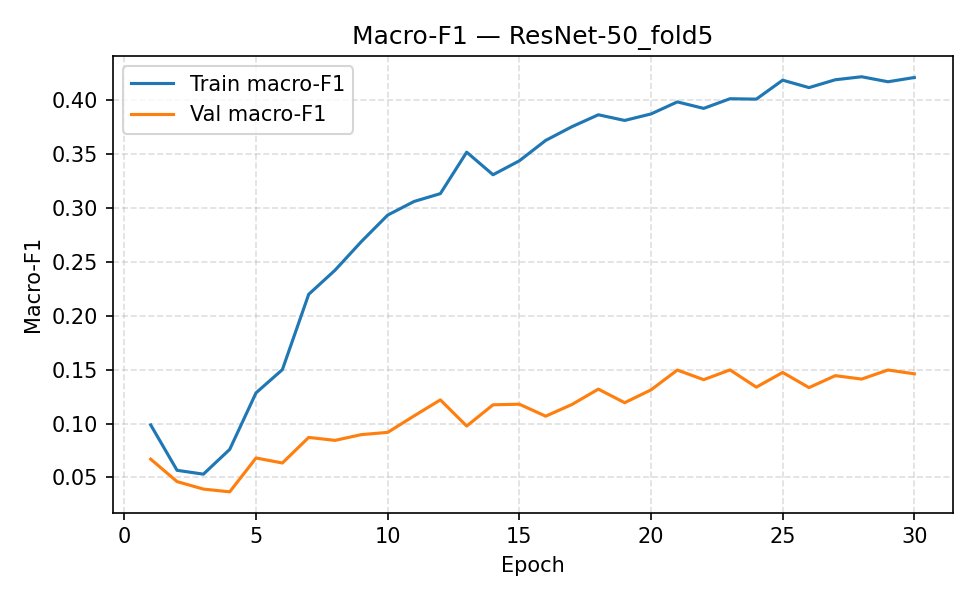 Macro-F1 — ResNet-50_fold5
Train macro-F1
Val macro-F1
Macro-F1
0.40
0.35
0.30
0.25
0.20
0.15
0.10
0.05
0 5 10 15 20 25 30
Epoch